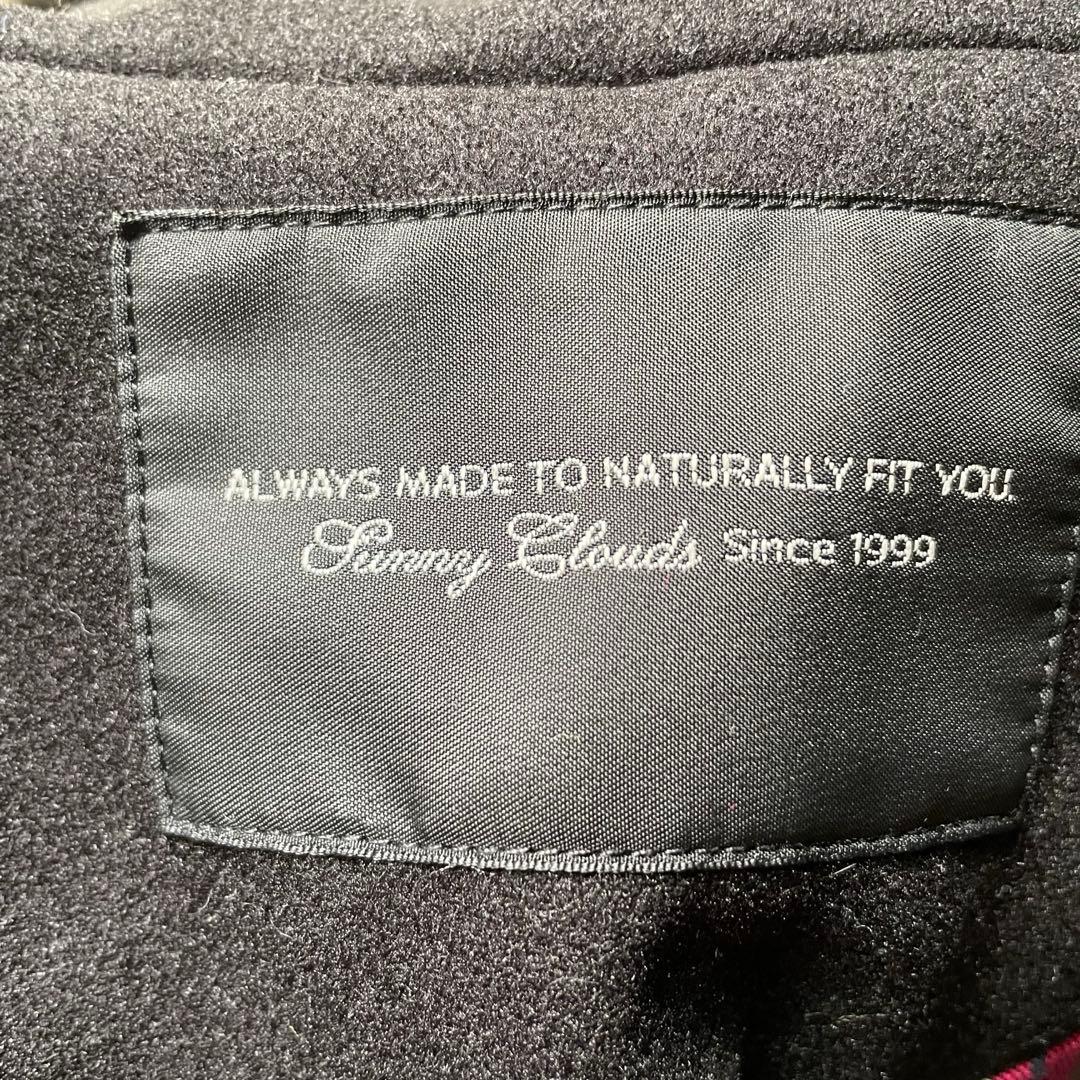 ALWAYS MADE TO NATURALLY FIT YOU.
Sunny Clouds Since 1999